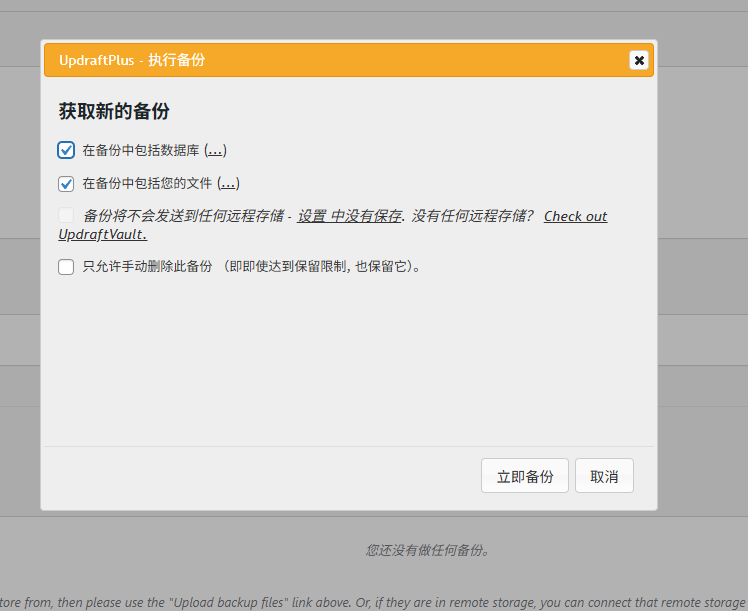 UpdraftPlus - 执行备份
获取新的备份
在备份中包括数据库 (...)
在备份中包括您的文件 (...)
备份将不会发送到任何远程存储 - 设置 中没有保存. 没有任何远程存储？ Check out
UpdraftVault.
只允许手动删除此备份 （即即使达到保留限制, 也保留它）。
立即备份 取消
您还没有做任何备份。
tore from, then please use the "Upload backup files" link above. Or, if they are in remote storage, you can connect that remote storage